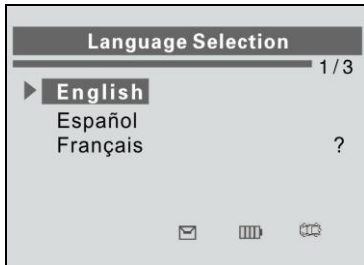 Language Selection
1/3
English
Español
Français ?